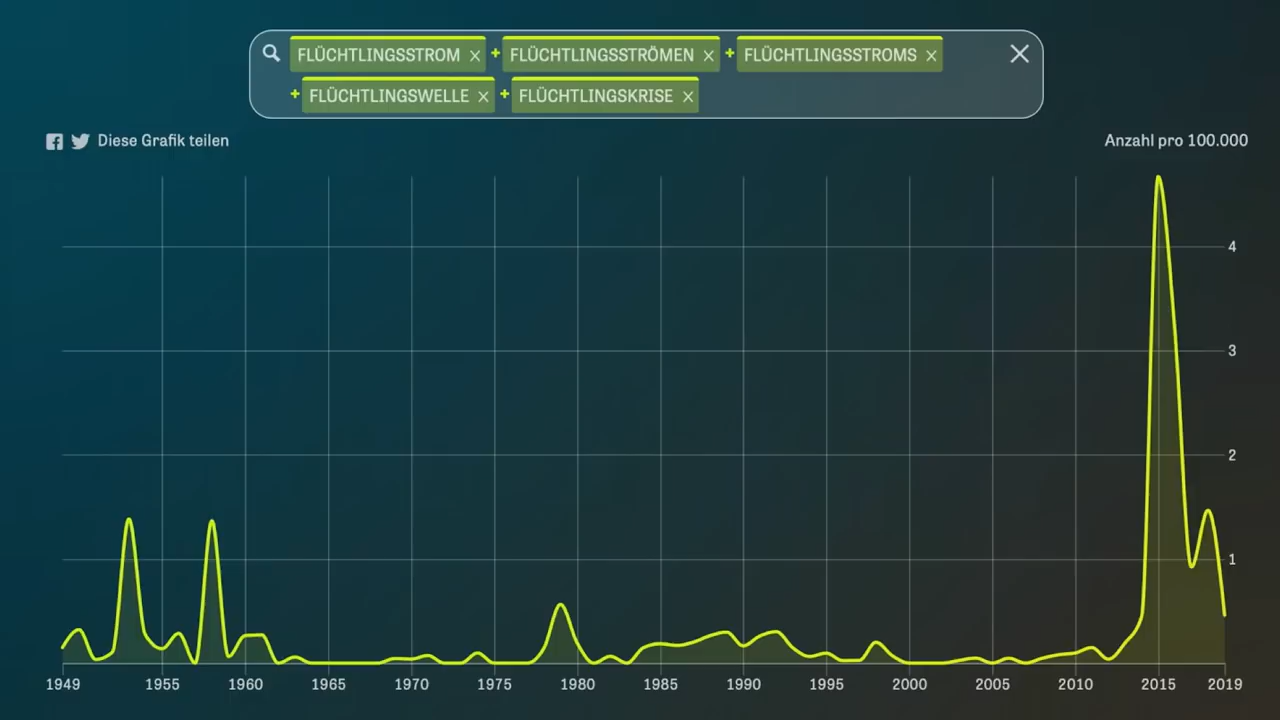 FLÜCHTLINGSSTROM × + FLÜCHTLINGSSTRÖMEN × + FLÜCHTLINGSSTROMS ×
+ FLÜCHTLINGSWELLE × + FLÜCHTLINGSKRISE ×
Diese Grafik teilen
Anzahl pro 100.000
4
3
2
1
1949 1955 1960 1965 1970 1975 1980 1985 1990 1995 2000 2005 2010 2015 2019